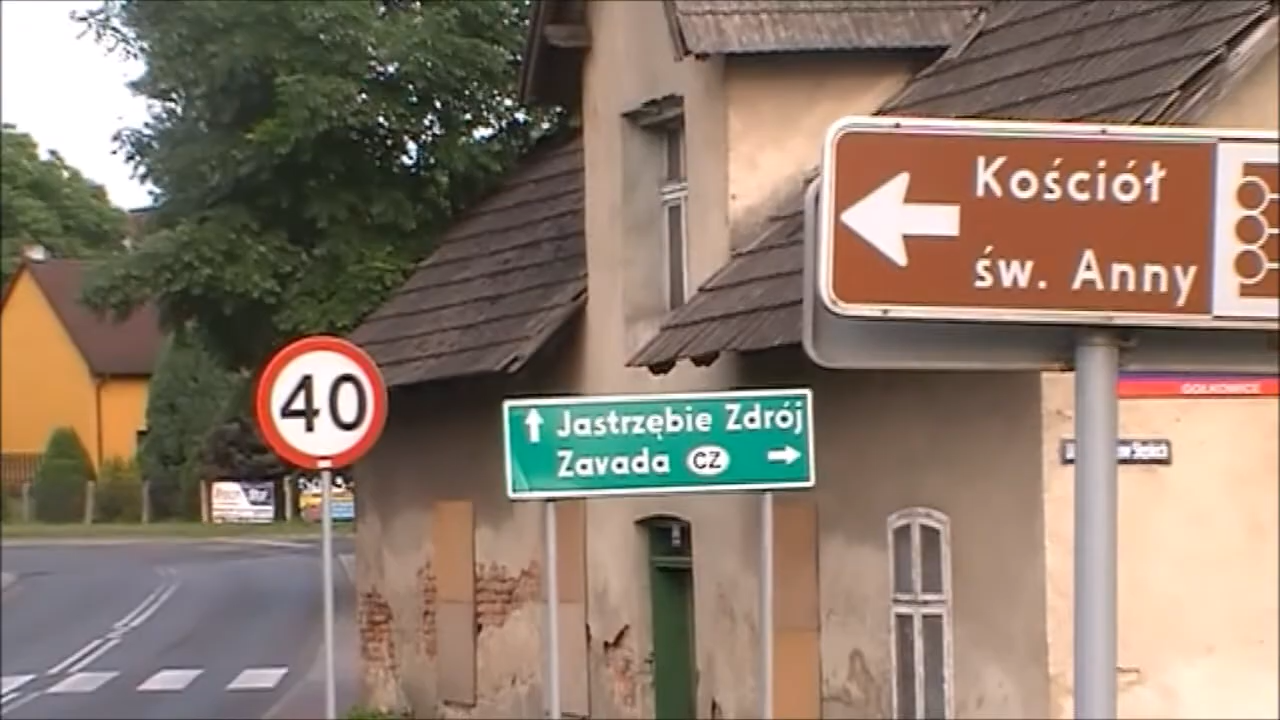 Kościół
św. Anny
GOŁKOWICE
40
Jastrzębie Zdrój
Zavada CZ